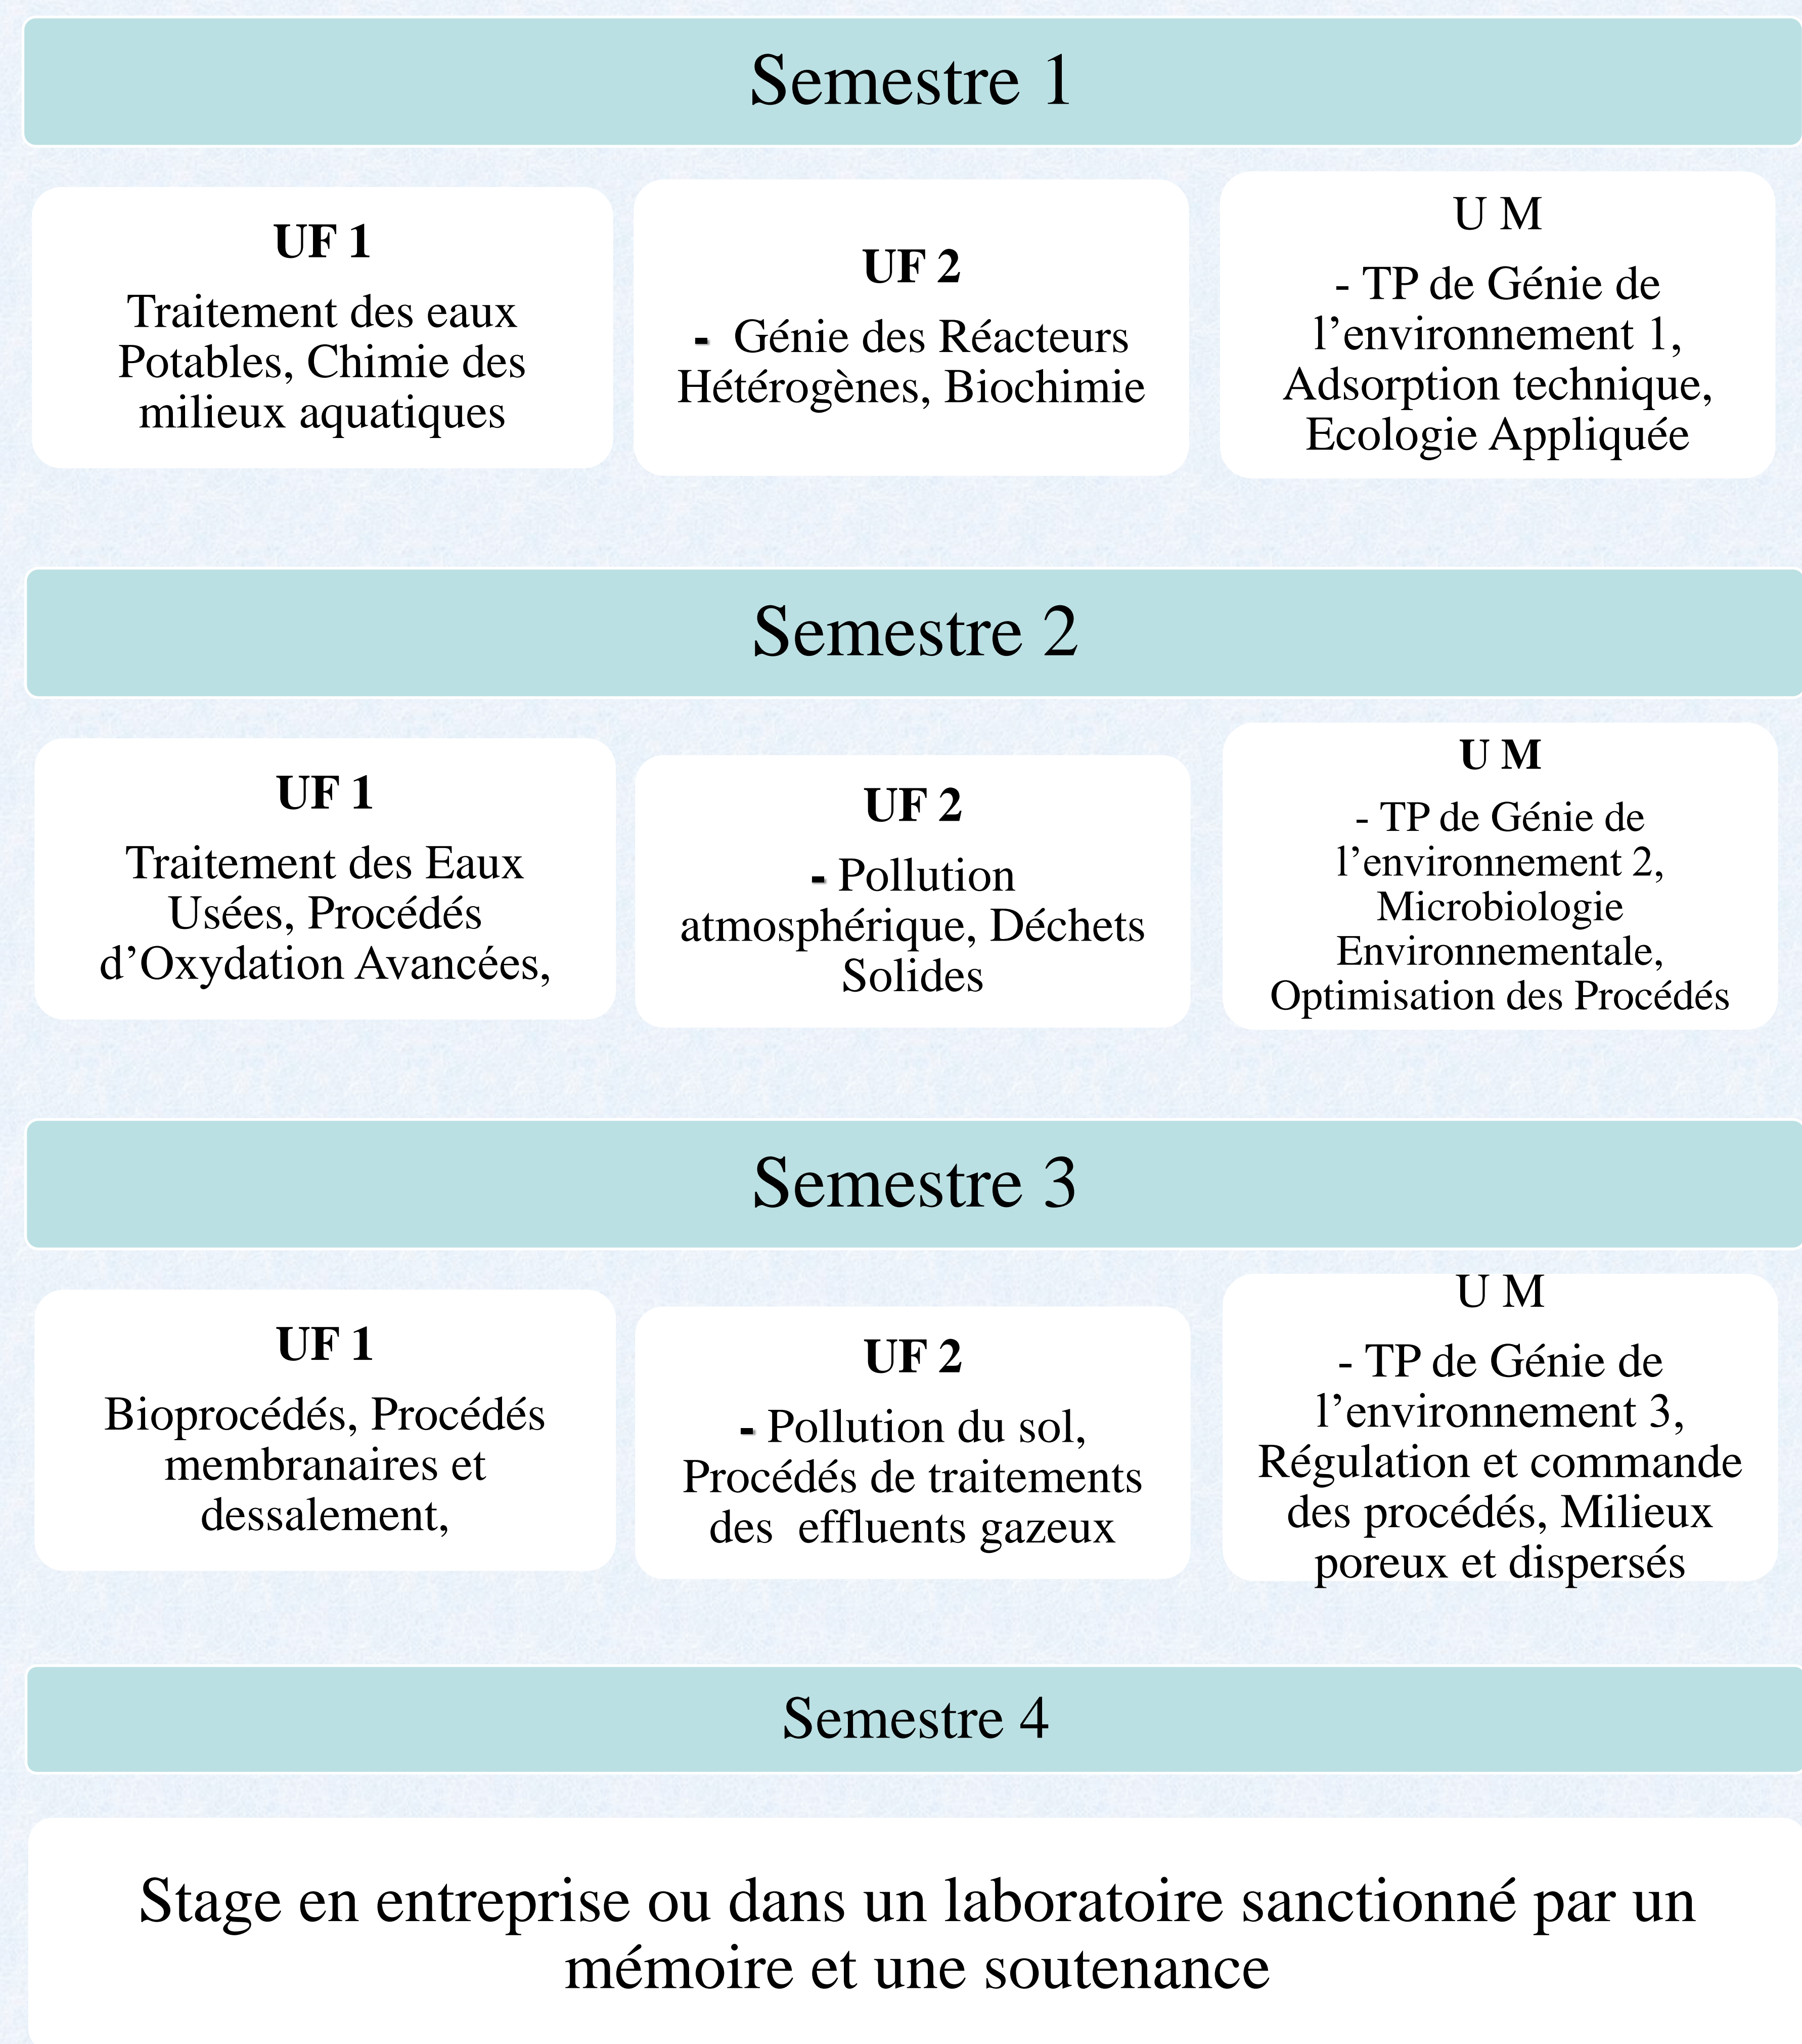 Semestre 1
UF 1
Traitement des eaux
Potables, Chimie des
milieux aquatiques
UF 2
- Génie des Réacteurs
Hétérogènes, Biochimie
U M
- TP de Génie de
l’environnement 1,
Adsorption technique,
Ecologie Appliquée
Semestre 2
UF 1
Traitement des Eaux
Usées, Procédés
d’Oxydation Avancées,
UF 2
- Pollution
atmosphérique, Déchets
Solides
U M
- TP de Génie de
l’environnement 2,
Microbiologie
Environnementale,
Optimisation des Procédés
Semestre 3
UF 1
Bioprocédés, Procédés
membranaires et
dessalement,
UF 2
- Pollution du sol,
Procédés de traitements
des effluents gazeux
U M
- TP de Génie de
l’environnement 3,
Régulation et commande
des procédés, Milieux
poreux et dispersés
Semestre 4
Stage en entreprise ou dans un laboratoire sanctionné par un
mémoire et une soutenance